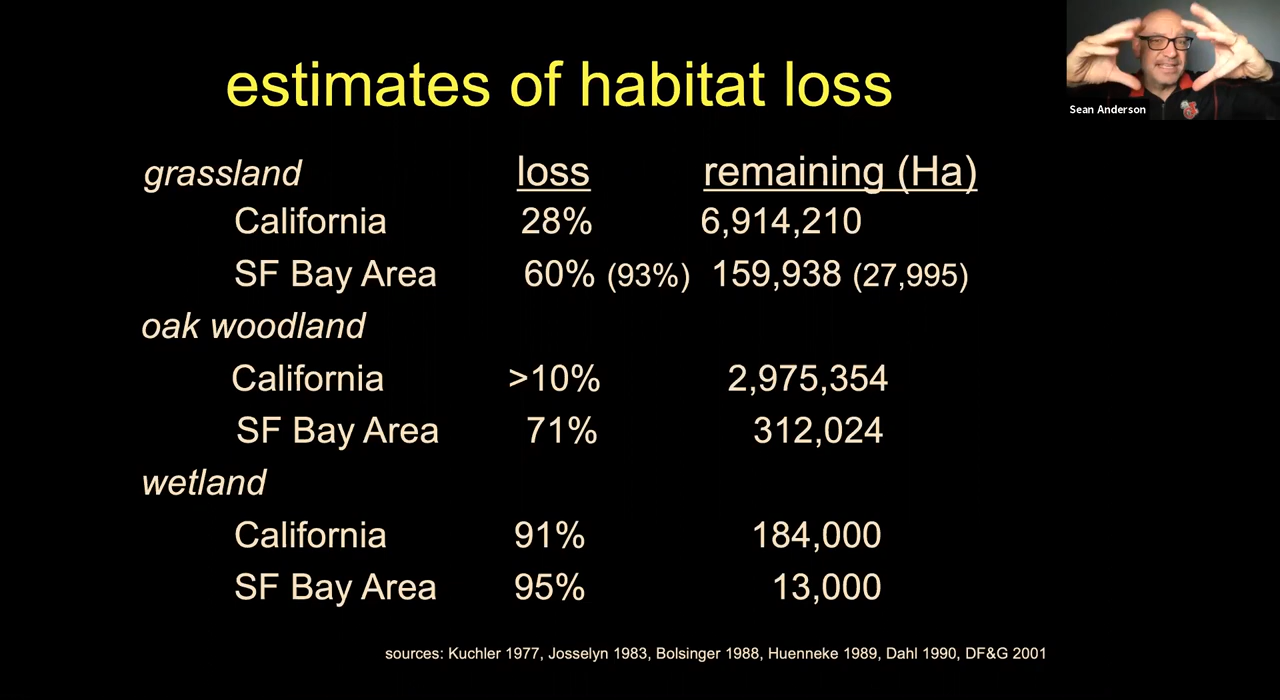 estimates of habitat loss
Sean Anderson
grassland loss remaining (Ha)
California 28% 6,914,210
SF Bay Area 60% (93%) 159,938 (27,995)
oak woodland
California >10% 2,975,354
SF Bay Area 71% 312,024
wetland
California 91% 184,000
SF Bay Area 95% 13,000
sources: Kuchler 1977, Josselyn 1983, Bolsinger 1988, Huenneke 1989, Dahl 1990, DF&G 2001